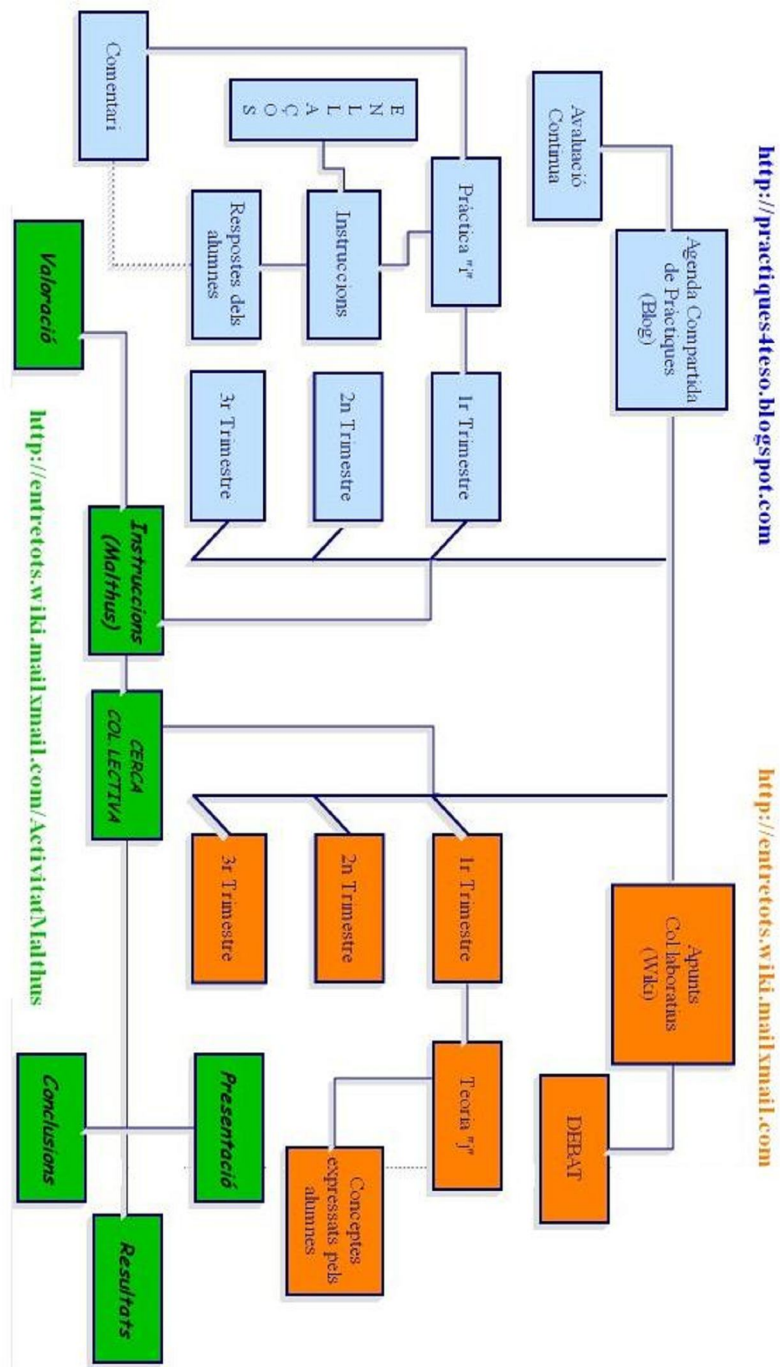 http://practiques4teso.blogspot.com
http://entretots.wiki.mailxmail.com
Agenda Compartida
de Pràctiques
(Blog)
Apunts
Col.laboratius
(Wiki)
Avaluació
Continua
DEBAT
Pràctica "i"
1r Trimestre
1r Trimestre
Teoria "j"
ENLLAÇOS
Instruccions
2n Trimestre
2n Trimestre
Conceptes
expressats pels
alumnes
Respostes dels
alumnes
3r Trimestre
3r Trimestre
Presentació
Comentari
Instruccions
(Malthus)
CERCA
COL.LECTIVA
Resultats
Valoració
Conclusions
http://entretots.wiki.mailxmail.com/ActivitatMalthus